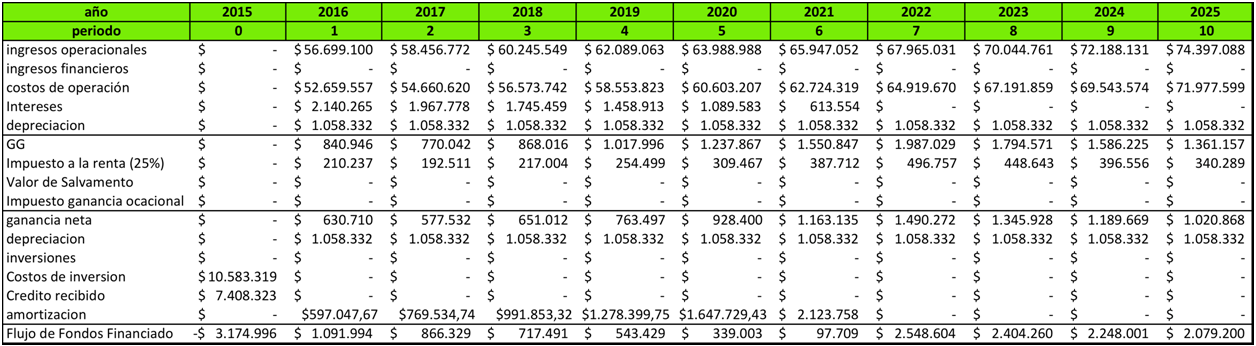 año 2015 2016 2017 2018 2019 2020 2021 2022 2023 2024 2025
periodo 0 1 2 3 4 5 6 7 8 9 10
ingresos operacionales $ - $ 56.699.100 $ 58.456.772 $ 60.245.549 $ 62.089.063 $ 63.988.988 $ 65.947.052 $ 67.965.031 $ 70.044.761 $ 72.188.131 $ 74.397.088
ingresos financieros $ - $ - $ - $ - $ - $ - $ - $ - $ - $ - $ -
costos de operación $ - $ 52.659.557 $ 54.660.620 $ 56.573.742 $ 58.553.823 $ 60.603.207 $ 62.724.319 $ 64.919.670 $ 67.191.859 $ 69.543.574 $ 71.977.599
Intereses $ - $ 2.140.265 $ 1.967.778 $ 1.745.459 $ 1.458.913 $ 1.089.583 $ 613.554 $ - $ - $ - $ -
depreciacion $ - $ 1.058.332 $ 1.058.332 $ 1.058.332 $ 1.058.332 $ 1.058.332 $ 1.058.332 $ 1.058.332 $ 1.058.332 $ 1.058.332 $ 1.058.332
GG $ - $ 840.946 $ 770.042 $ 868.016 $ 1.017.996 $ 1.237.867 $ 1.550.847 $ 1.987.029 $ 1.794.571 $ 1.586.225 $ 1.361.157
Impuesto a la renta (25%) $ - $ 210.237 $ 192.511 $ 217.004 $ 254.499 $ 309.467 $ 387.712 $ 496.757 $ 448.643 $ 396.556 $ 340.289
Valor de Salvamento $ - $ - $ - $ - $ - $ - $ - $ - $ - $ - $ -
Impuesto ganancia ocacional $ - $ - $ - $ - $ - $ - $ - $ - $ - $ - $ -
ganancia neta $ - $ 630.710 $ 577.532 $ 651.012 $ 763.497 $ 928.400 $ 1.163.135 $ 1.490.272 $ 1.345.928 $ 1.189.669 $ 1.020.868
depreciacion $ - $ 1.058.332 $ 1.058.332 $ 1.058.332 $ 1.058.332 $ 1.058.332 $ 1.058.332 $ 1.058.332 $ 1.058.332 $ 1.058.332 $ 1.058.332
inversiones $ - $ - $ - $ - $ - $ - $ - $ - $ - $ - $ -
Costos de inversion $ 10.583.319 $ - $ - $ - $ - $ - $ - $ - $ - $ - $ -
Credito recibido $ 7.408.323 $ - $ - $ - $ - $ - $ - $ - $ - $ - $ -
amortizacion $ - $597.047,67 $769.534,74 $991.853,32 $1.278.399,75 $1.647.729,43 $ 2.123.758 $ - $ - $ - $ -
Flujo de Fondos Financiado -$ 3.174.996 $ 1.091.994 $ 866.329 $ 717.491 $ 543.429 $ 339.003 $ 97.709 $ 2.548.604 $ 2.404.260 $ 2.248.001 $ 2.079.200